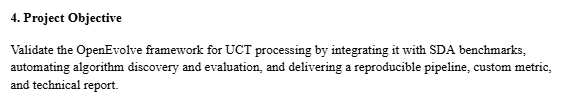 4. Project Objective
Validate the OpenEvolve framework for UCT processing by integrating it with SDA benchmarks,
automating algorithm discovery and evaluation, and delivering a reproducible pipeline, custom metric,
and technical report.